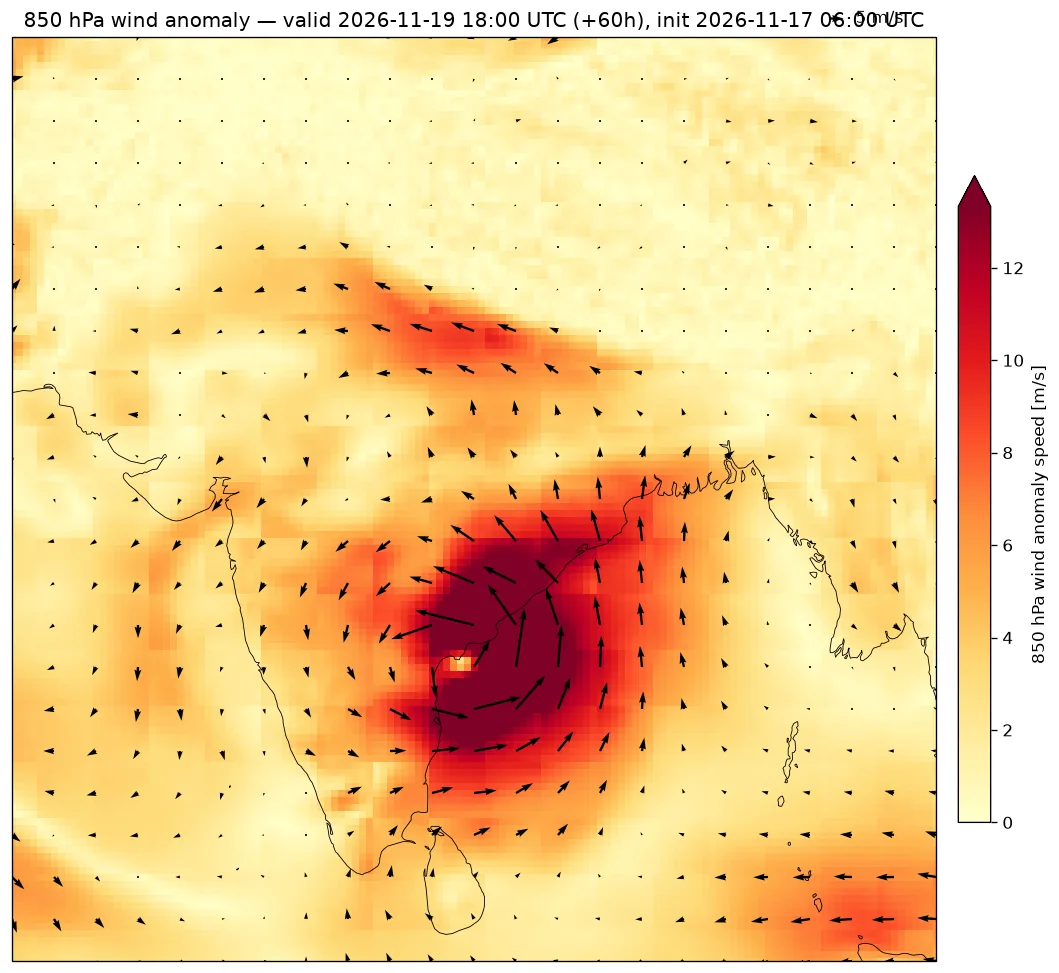 850 hPa wind anomaly — valid 2026-11-19 18:00 UTC (+60h), init 2026-11-17 06:00 UTC
5 m/s
12
10
8
6
4
2
0
850 hPa wind anomaly speed [m/s]